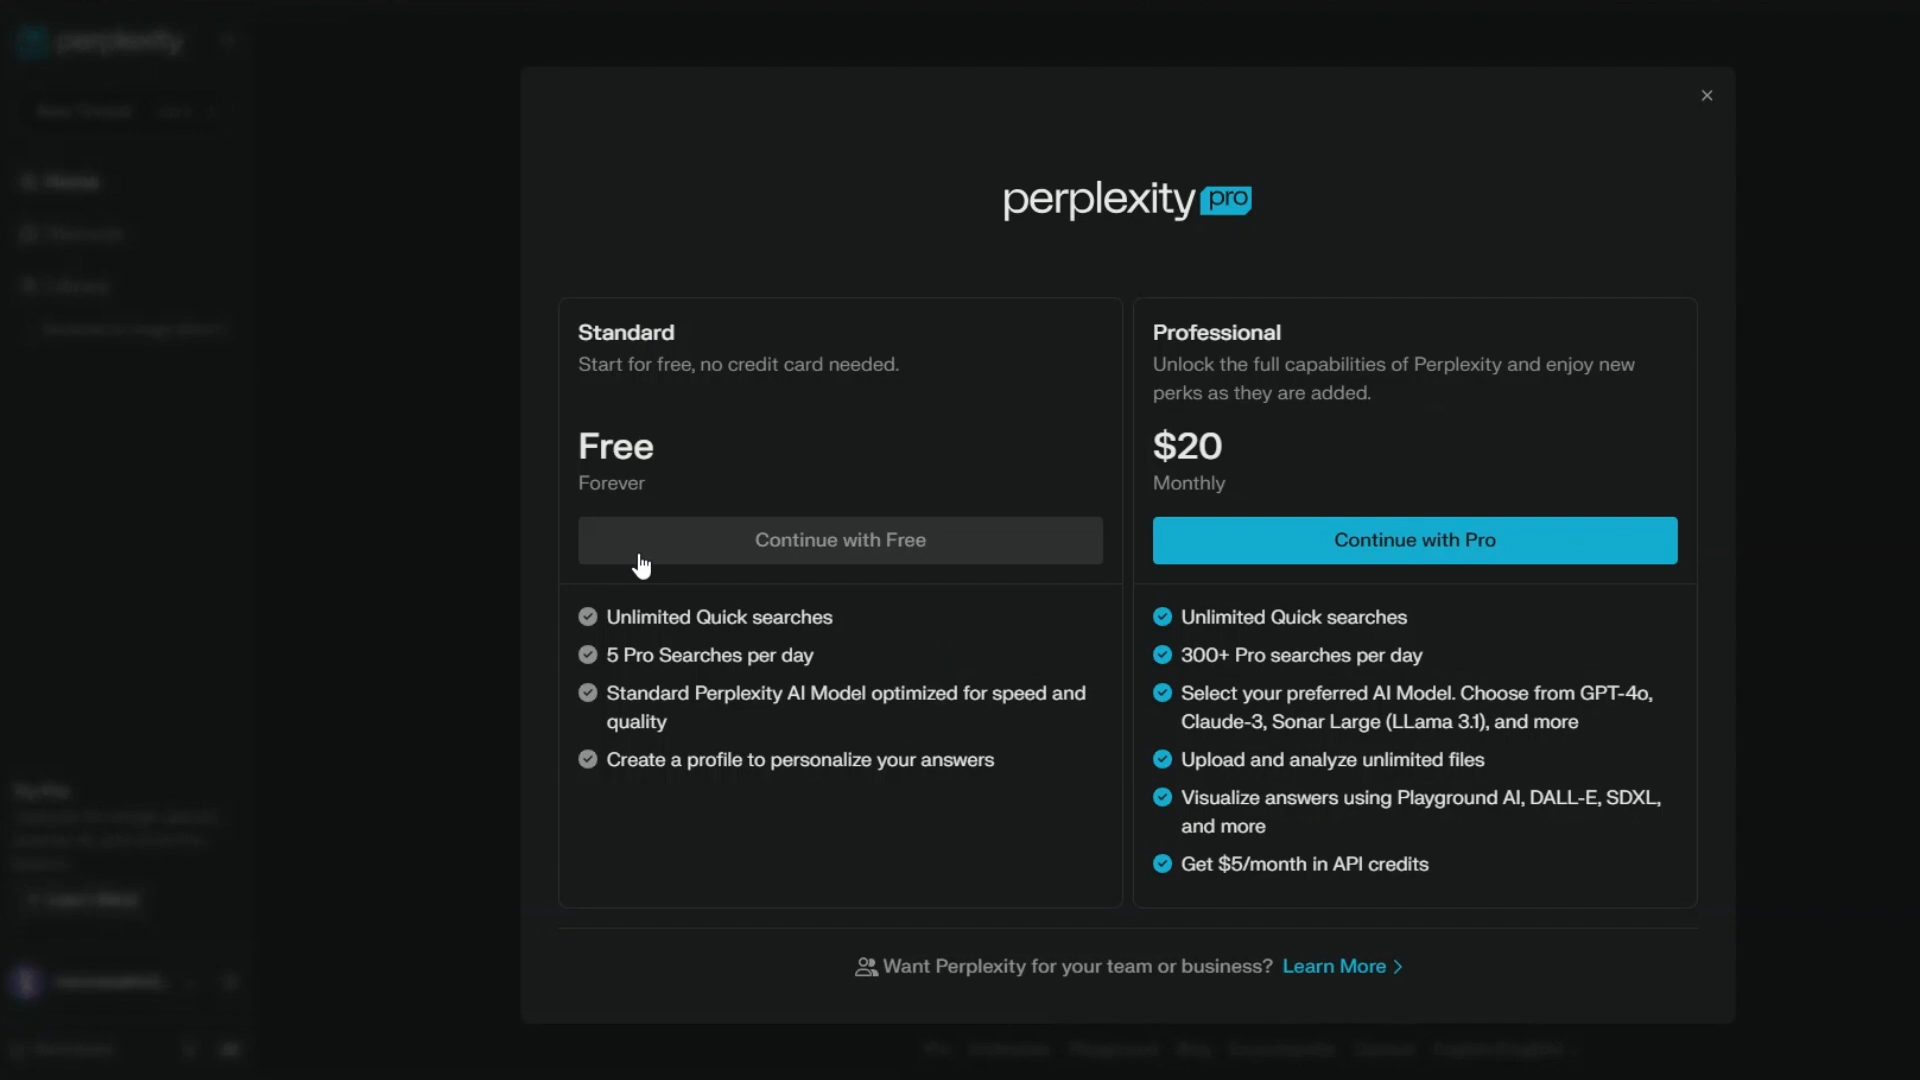 perplexity
Home
perplexity pro
Standard
Start for free, no credit card needed.
Free
Forever
Continue with Free
Unlimited Quick searches
5 Pro Searches per day
Standard Perplexity AI Model optimized for speed and
quality
Create a profile to personalize your answers
Professional
Unlock the full capabilities of Perplexity and enjoy new
perks as they are added.
$20
Monthly
Continue with Pro
Unlimited Quick searches
300+ Pro searches per day
Select your preferred AI Model. Choose from GPT-4o,
Claude-3, Sonar Large (LLama 3.1), and more
Upload and analyze unlimited files
Visualize answers using Playground AI, DALL-E, SDXL,
and more
Get $5/month in API credits
Want Perplexity for your team or business? Learn More